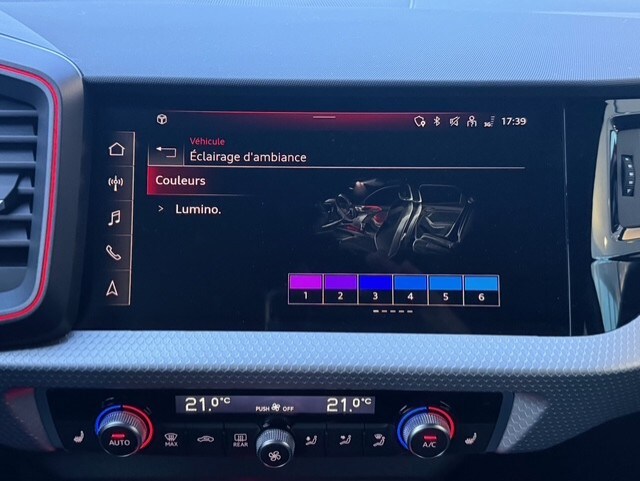 3G 17:39
Véhicule
Éclairage d'ambiance
Couleurs
> Lumino.
1 2 3 4 5 6
21.0°C PUSH OFF 21.0°C
AUTO MAX REAR A/C